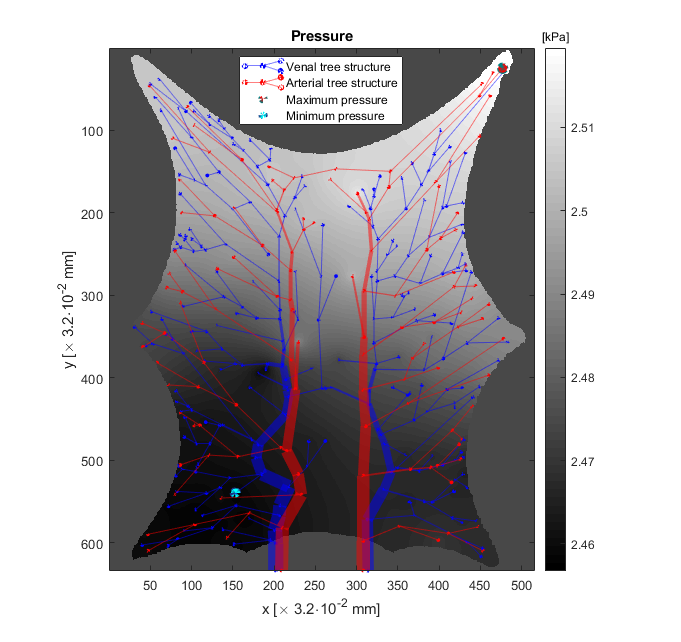 Pressure
[kPa]
Venal tree structure
Arterial tree structure
Maximum pressure
Minimum pressure
100
200
300
400
500
600
y [× 3.2·10-2 mm]
50 100 150 200 250 300 350 400 450 500
x [× 3.2·10-2 mm]
2.51
2.5
2.49
2.48
2.47
2.46